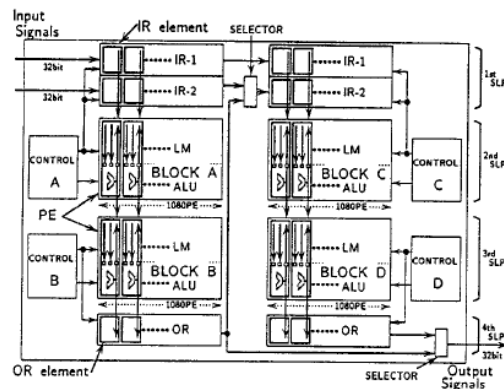 Input Signals
IR element
SELECTOR
32bit
IR-1
IR-1
32bit
IR-2
IR-2
1st SLP
CONTROL A
LM
BLOCK A
ALU
1080PE
LM
BLOCK C
ALU
1080PE
CONTROL C
2nd SLP
PE
CONTROL B
LM
BLOCK B
ALU
1080PE
LM
BLOCK D
ALU
1080PE
CONTROL D
3rd SLP
OR
OR
4th SLP
32bit
OR element
SELECTOR
Output Signals